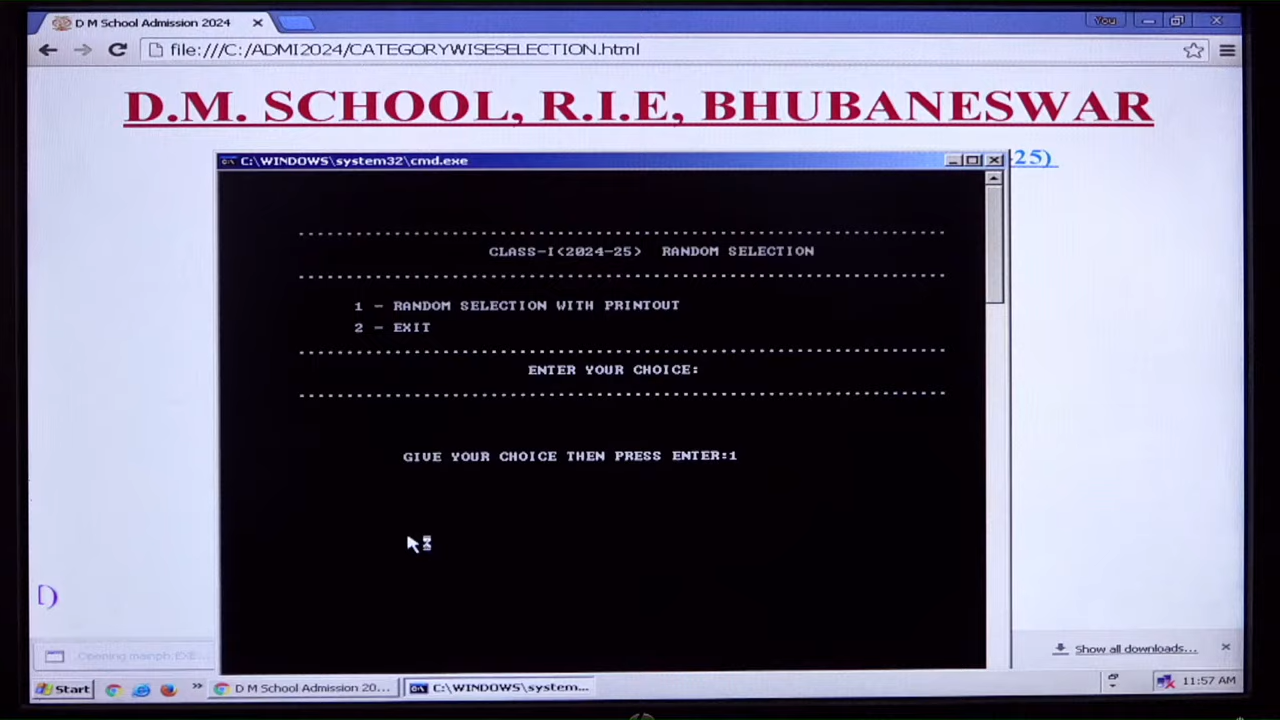 D M School Admission 2024
You
file:///C:/ADMI2024/CATEGORYWISESELECTION.html
D.M. SCHOOL, R.I.E, BHUBANESWAR
25)
C:\WINDOWS\system32\cmd.exe
CLASS-I(2024-25) RANDOM SELECTION
1 - RANDOM SELECTION WITH PRINTOUT
2 - EXIT
ENTER YOUR CHOICE:
GIVE YOUR CHOICE THEN PRESS ENTER:1
D)
Show all downloads...
Start
D M School Admission 20...
C:\WINDOWS\system...
11:57 AM